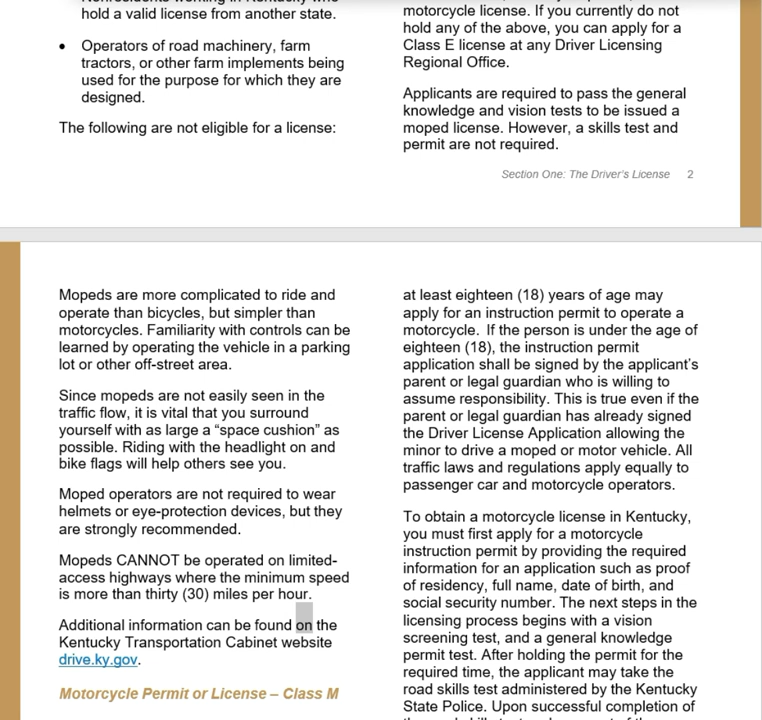 hold a valid license from another state.
• Operators of road machinery, farm
tractors, or other farm implements being
used for the purpose for which they are
designed.
The following are not eligible for a license:
motorcycle license. If you currently do not
hold any of the above, you can apply for a
Class E license at any Driver Licensing
Regional Office.
Applicants are required to pass the general
knowledge and vision tests to be issued a
moped license. However, a skills test and
permit are not required.
Section One: The Driver's License 2
Mopeds are more complicated to ride and
operate than bicycles, but simpler than
motorcycles. Familiarity with controls can be
learned by operating the vehicle in a parking
lot or other off-street area.
Since mopeds are not easily seen in the
traffic flow, it is vital that you surround
yourself with as large a “space cushion” as
possible. Riding with the headlight on and
bike flags will help others see you.
Moped operators are not required to wear
helmets or eye-protection devices, but they
are strongly recommended.
Mopeds CANNOT be operated on limited-
access highways where the minimum speed
is more than thirty (30) miles per hour.
Additional information can be found on the
Kentucky Transportation Cabinet website
drive.ky.gov.
Motorcycle Permit or License – Class M
at least eighteen (18) years of age may
apply for an instruction permit to operate a
motorcycle. If the person is under the age of
eighteen (18), the instruction permit
application shall be signed by the applicant's
parent or legal guardian who is willing to
assume responsibility. This is true even if the
parent or legal guardian has already signed
the Driver License Application allowing the
minor to drive a moped or motor vehicle. All
traffic laws and regulations apply equally to
passenger car and motorcycle operators.
To obtain a motorcycle license in Kentucky,
you must first apply for a motorcycle
instruction permit by providing the required
information for an application such as proof
of residency, full name, date of birth, and
social security number. The next steps in the
licensing process begins with a vision
screening test, and a general knowledge
permit test. After holding the permit for the
required time, the applicant may take the
road skills test administered by the Kentucky
State Police. Upon successful completion of